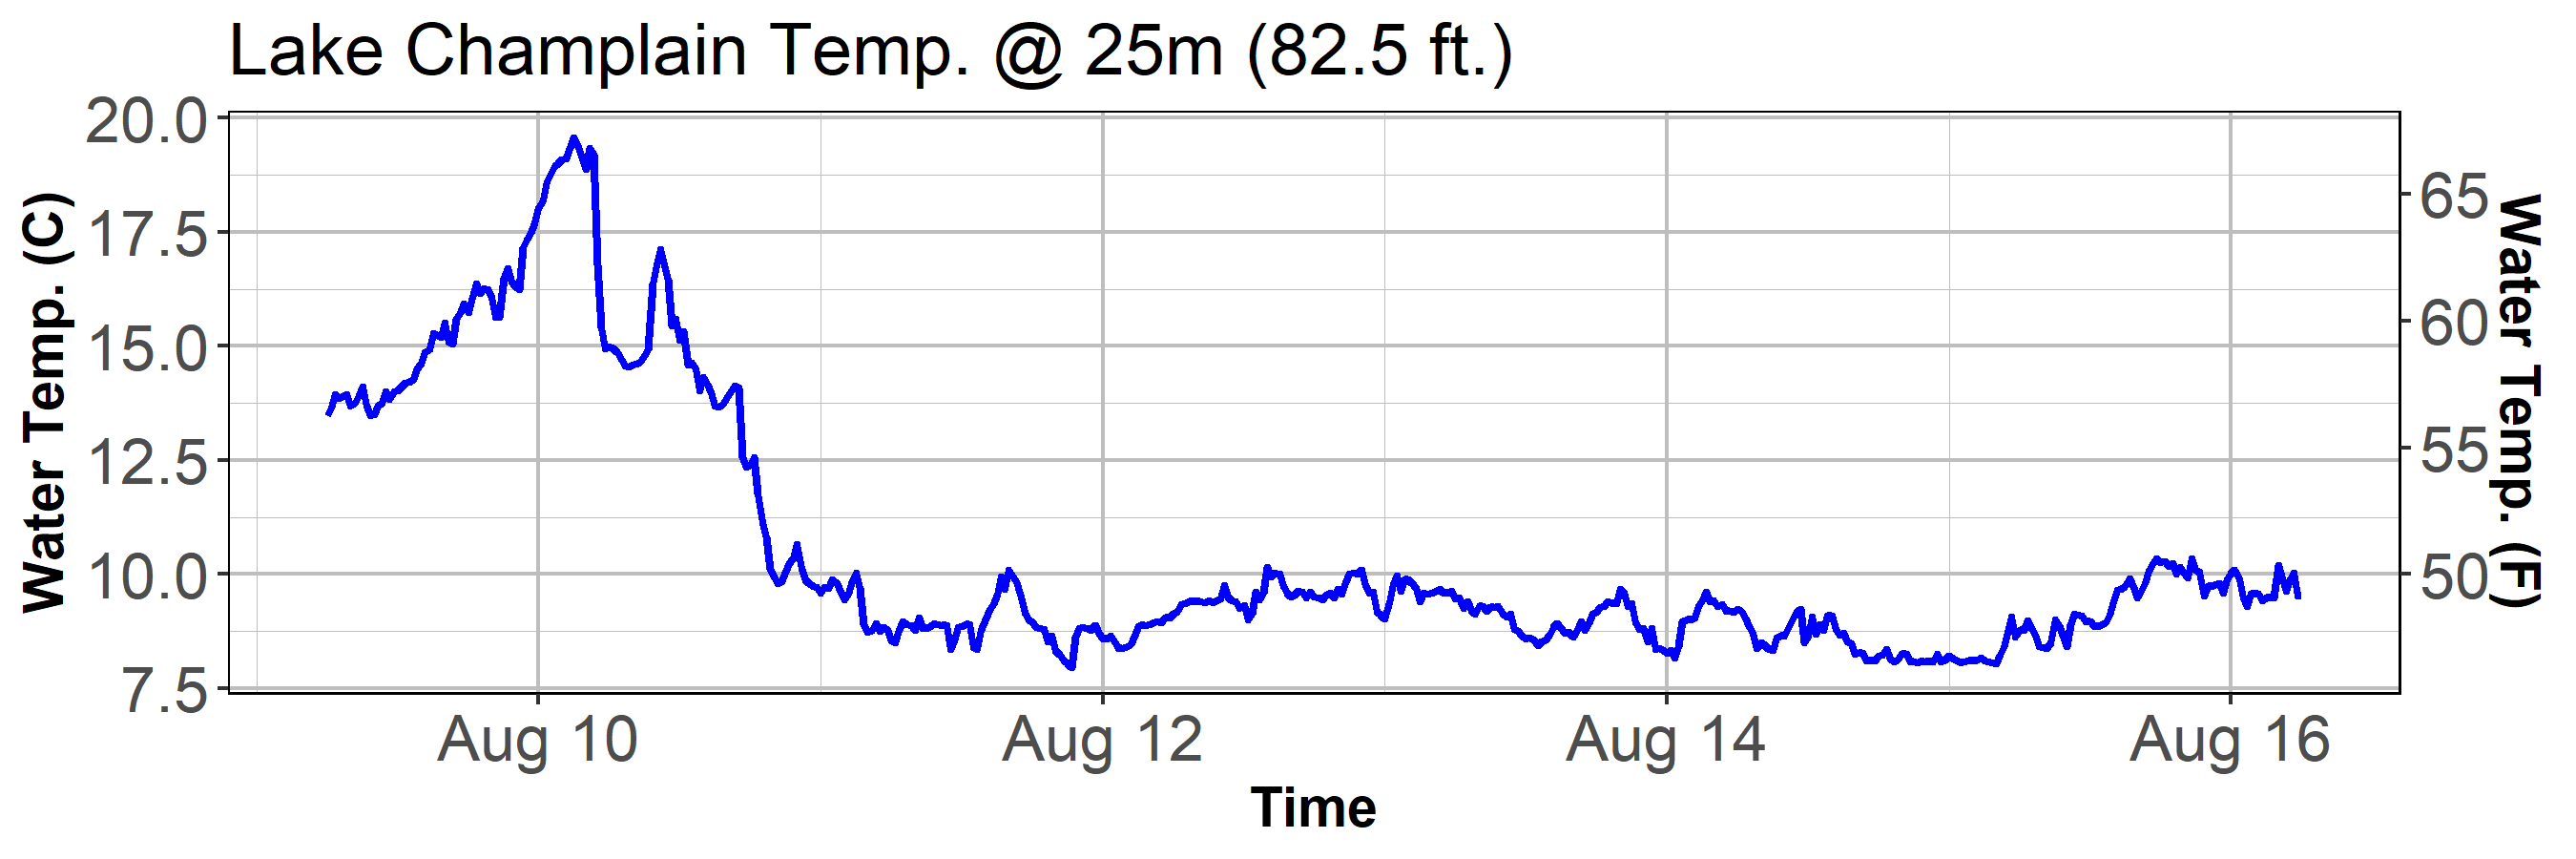 Lake Champlain Temp. @ 25m (82.5 ft.)
Water Temp. (C)
20.0
17.5
15.0
12.5
10.0
7.5
65
60
55
50
Water Temp. (F)
Aug 10
Aug 12
Aug 14
Aug 16
Time